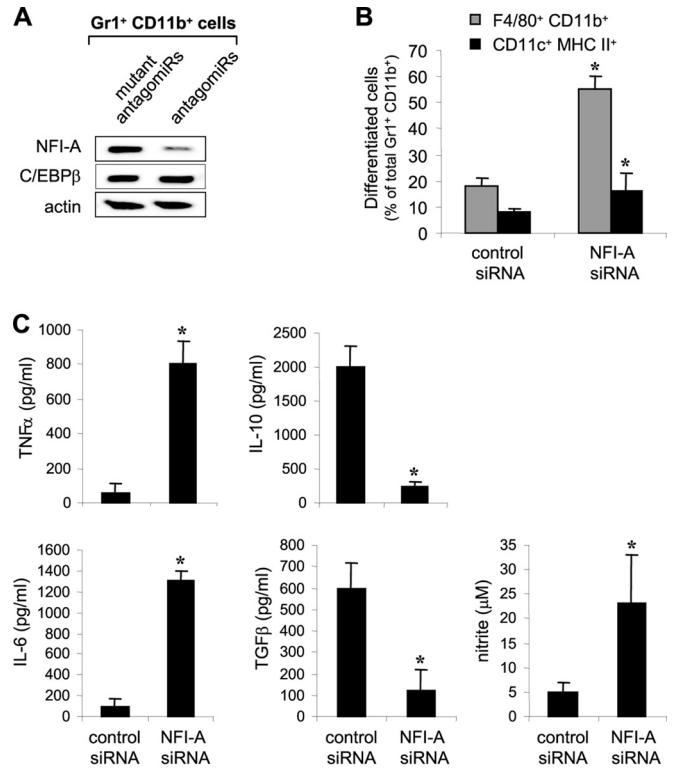 A
Gr1⁺ CD11b⁺ cells
mutant
antagomiRs
antagomiRs
NFI-A
C/EBPβ
actin
B
F4/80⁺ CD11b⁺
CD11c⁺ MHC II⁺
Differentiated cells
(% of total Gr1⁺ CD11b⁺)
70
60
50
40
30
20
10
0
*
*
control
siRNA
NFI-A
siRNA
C
TNFα (pg/ml)
1000
800
600
400
200
0
*
IL-10 (pg/ml)
2500
2000
1500
1000
500
0
*
IL-6 (pg/ml)
1600
1400
1200
1000
800
600
400
200
0
*
control
siRNA
NFI-A
siRNA
TGFβ (pg/ml)
800
700
600
500
400
300
200
100
0
*
control
siRNA
NFI-A
siRNA
nitrite (μM)
35
30
25
20
15
10
5
0
*
control
siRNA
NFI-A
siRNA